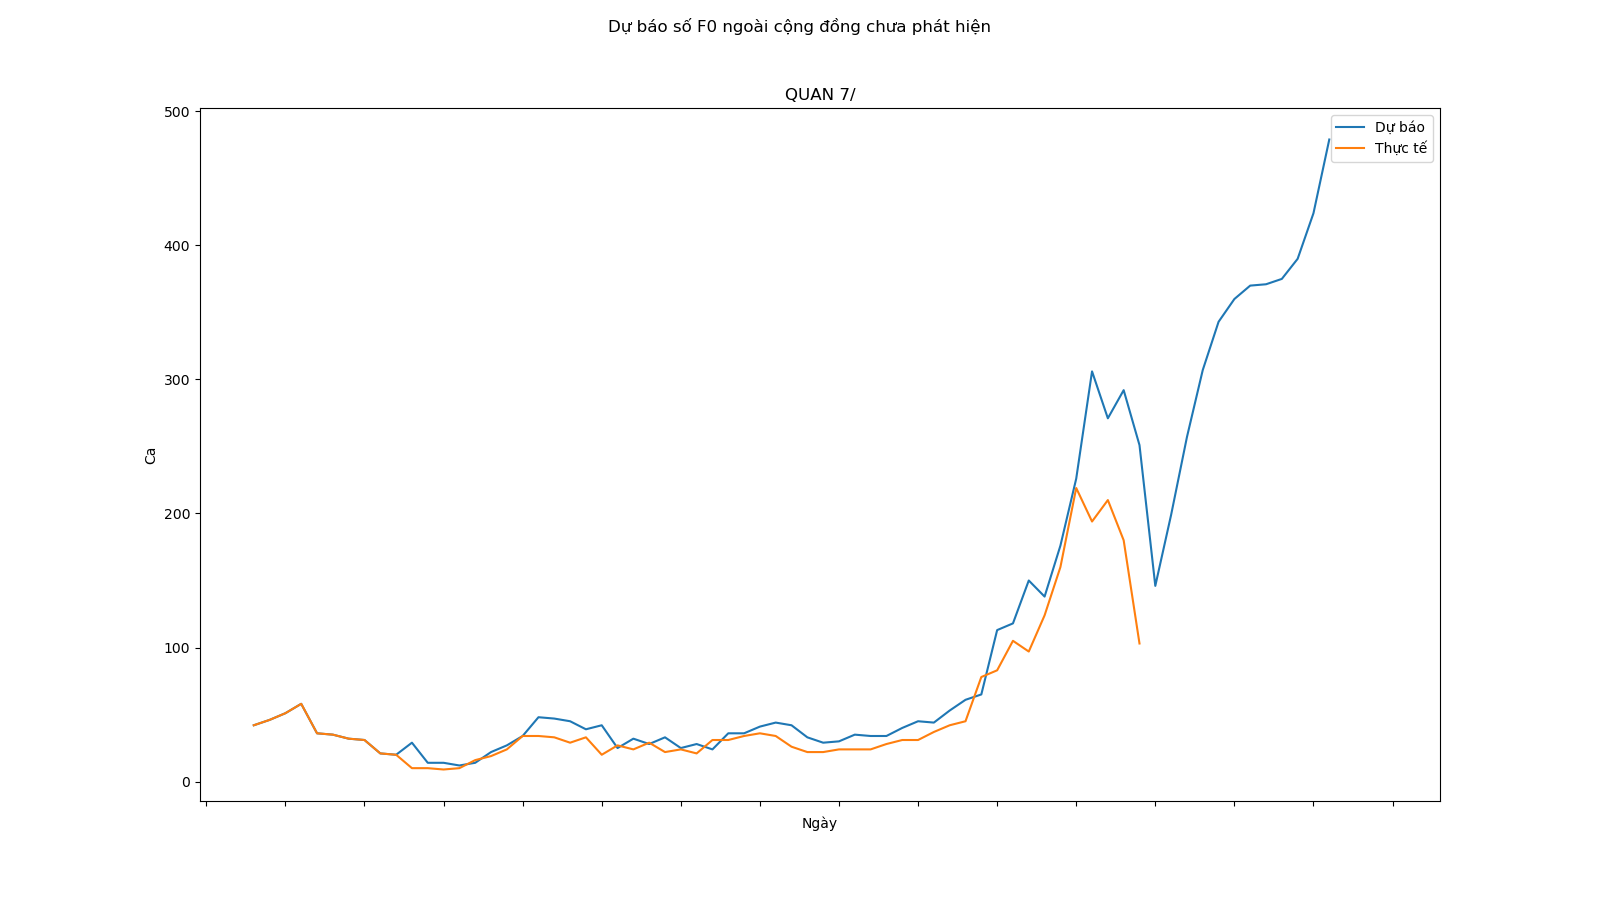 Dự báo số F0 ngoài cộng đồng chưa phát hiện
QUAN 7/
Dự báo
Thực tế
500
400
300
200
100
0
Ca
Ngày